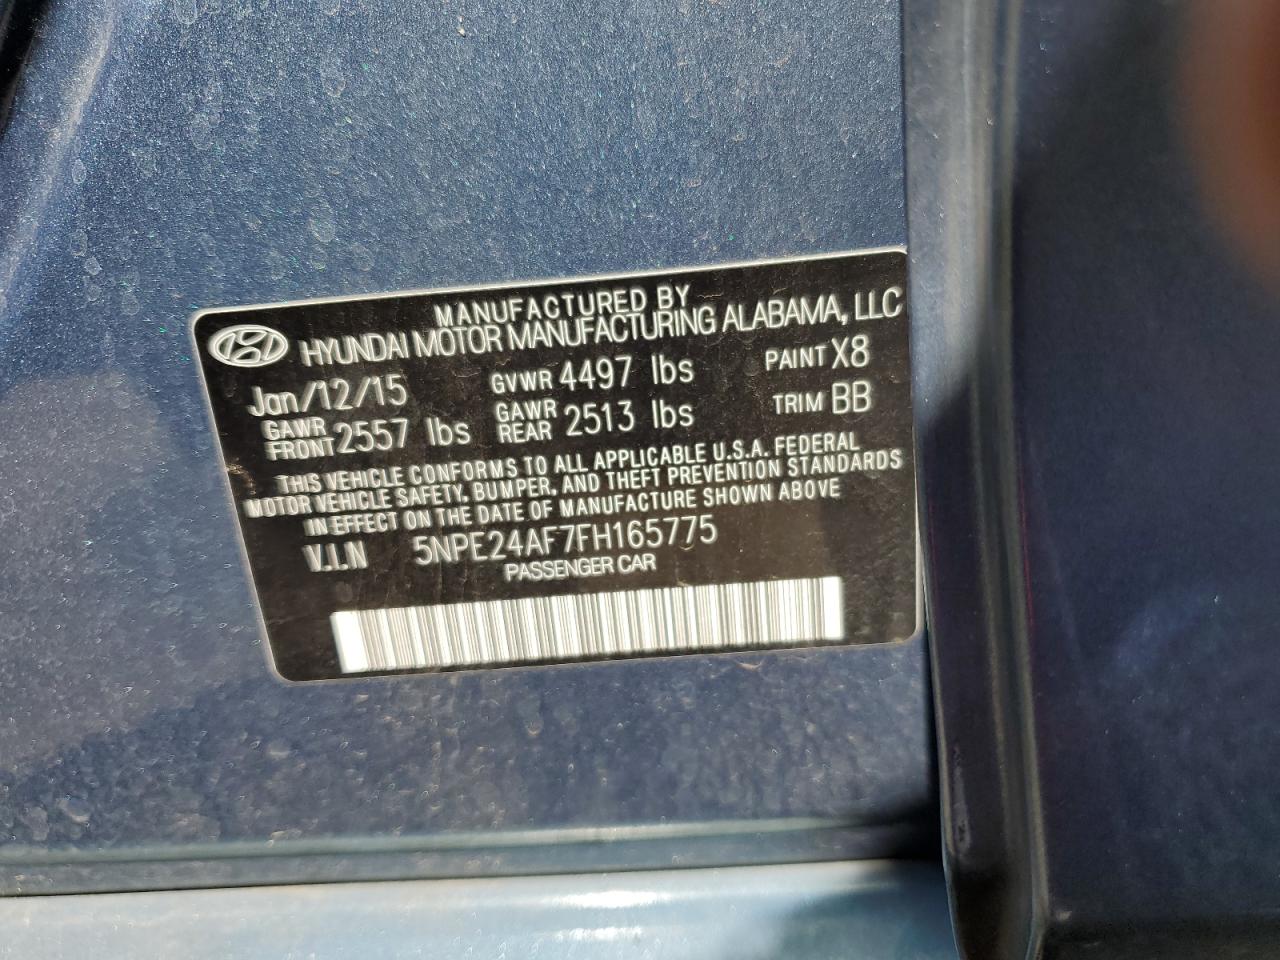 MANUFACTURED BY
HYUNDAI MOTOR MANUFACTURING ALABAMA, LLC
Jan/12/15 GVWR 4497 lbs PAINT X8
GAWR FRONT 2557 lbs GAWR REAR 2513 lbs TRIM BB
THIS VEHICLE CONFORMS TO ALL APPLICABLE U.S.A. FEDERAL
MOTOR VEHICLE SAFETY, BUMPER, AND THEFT PREVENTION STANDARDS
IN EFFECT ON THE DATE OF MANUFACTURE SHOWN ABOVE
V.I.N 5NPE24AF7FH165775
PASSENGER CAR